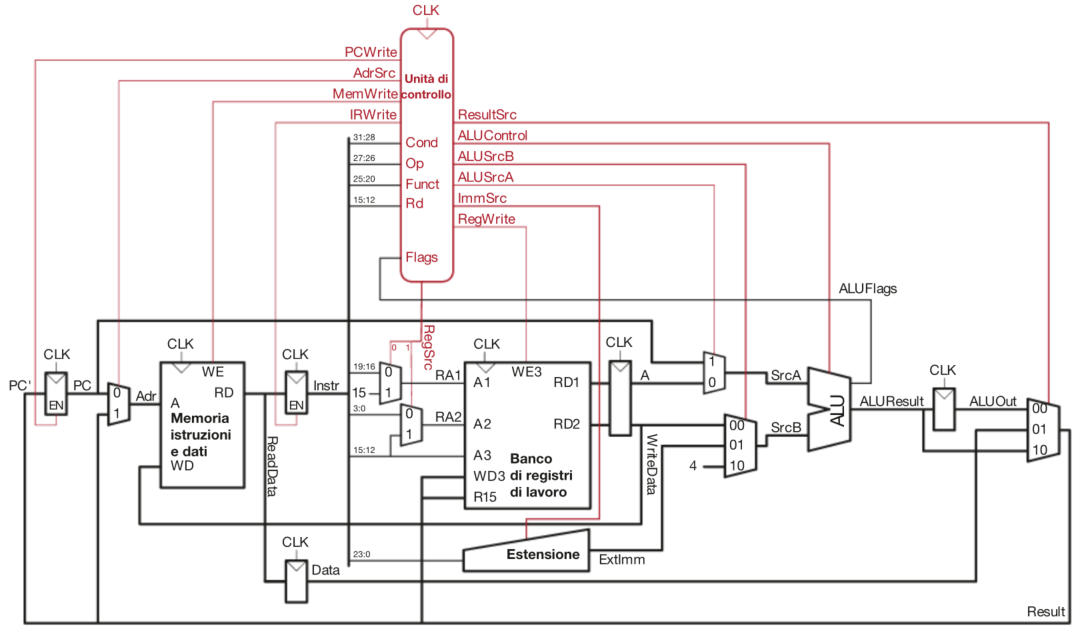 CLK
PCWrite
AdrSrc
MemWrite
IRWrite
Unità di
controllo
ResultSrc
ALUControl
ALUSrcB
ALUSrcA
ImmSrc
RegWrite
31:28
Cond
27:26
Op
25:20
Funct
15:12
Rd
Flags
ALUFlags
RegSrc
0 1
CLK
PC'
EN
PC
0
1
Adr
CLK
WE
A
RD
Memoria
istruzioni
e dati
WD
ReadData
CLK
EN
Instr
19:16
15
3:0
15:12
0
1
0
1
RA1
RA2
CLK
WE3
A1
RD1
A2
RD2
A3
WD3
R15
Banco
di registri
di lavoro
CLK
A
WriteData
1
0
SrcA
00
01
10
4
SrcB
ALU
ALUResult
CLK
ALUOut
00
01
10
23:0
Estensione
ExtImm
CLK
Data
Result